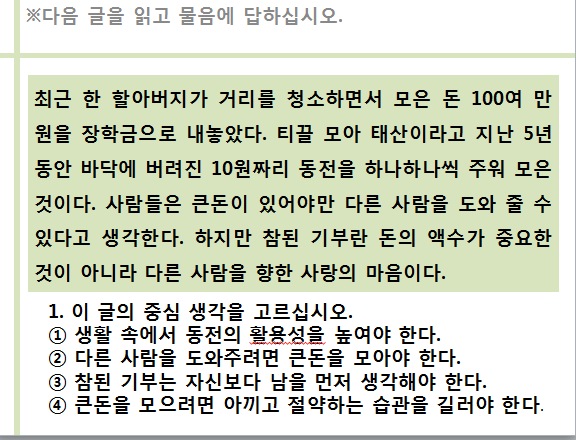 ※다음 글을 읽고 물음에 답하십시오.
최근 한 할아버지가 거리를 청소하면서 모은 돈 100여 만
원을 장학금으로 내놓았다. 티끌 모아 태산이라고 지난 5년
동안 바닥에 버려진 10원짜리 동전을 하나하나씩 주워 모은
것이다. 사람들은 큰돈이 있어야만 다른 사람을 도와 줄 수
있다고 생각한다. 하지만 참된 기부란 돈의 액수가 중요한
것이 아니라 다른 사람을 향한 사랑의 마음이다.
1. 이 글의 중심 생각을 고르십시오.
① 생활 속에서 동전의 활용성을 높여야 한다.
② 다른 사람을 도와주려면 큰돈을 모아야 한다.
③ 참된 기부는 자신보다 남을 먼저 생각해야 한다.
④ 큰돈을 모으려면 아끼고 절약하는 습관을 길러야 한다.